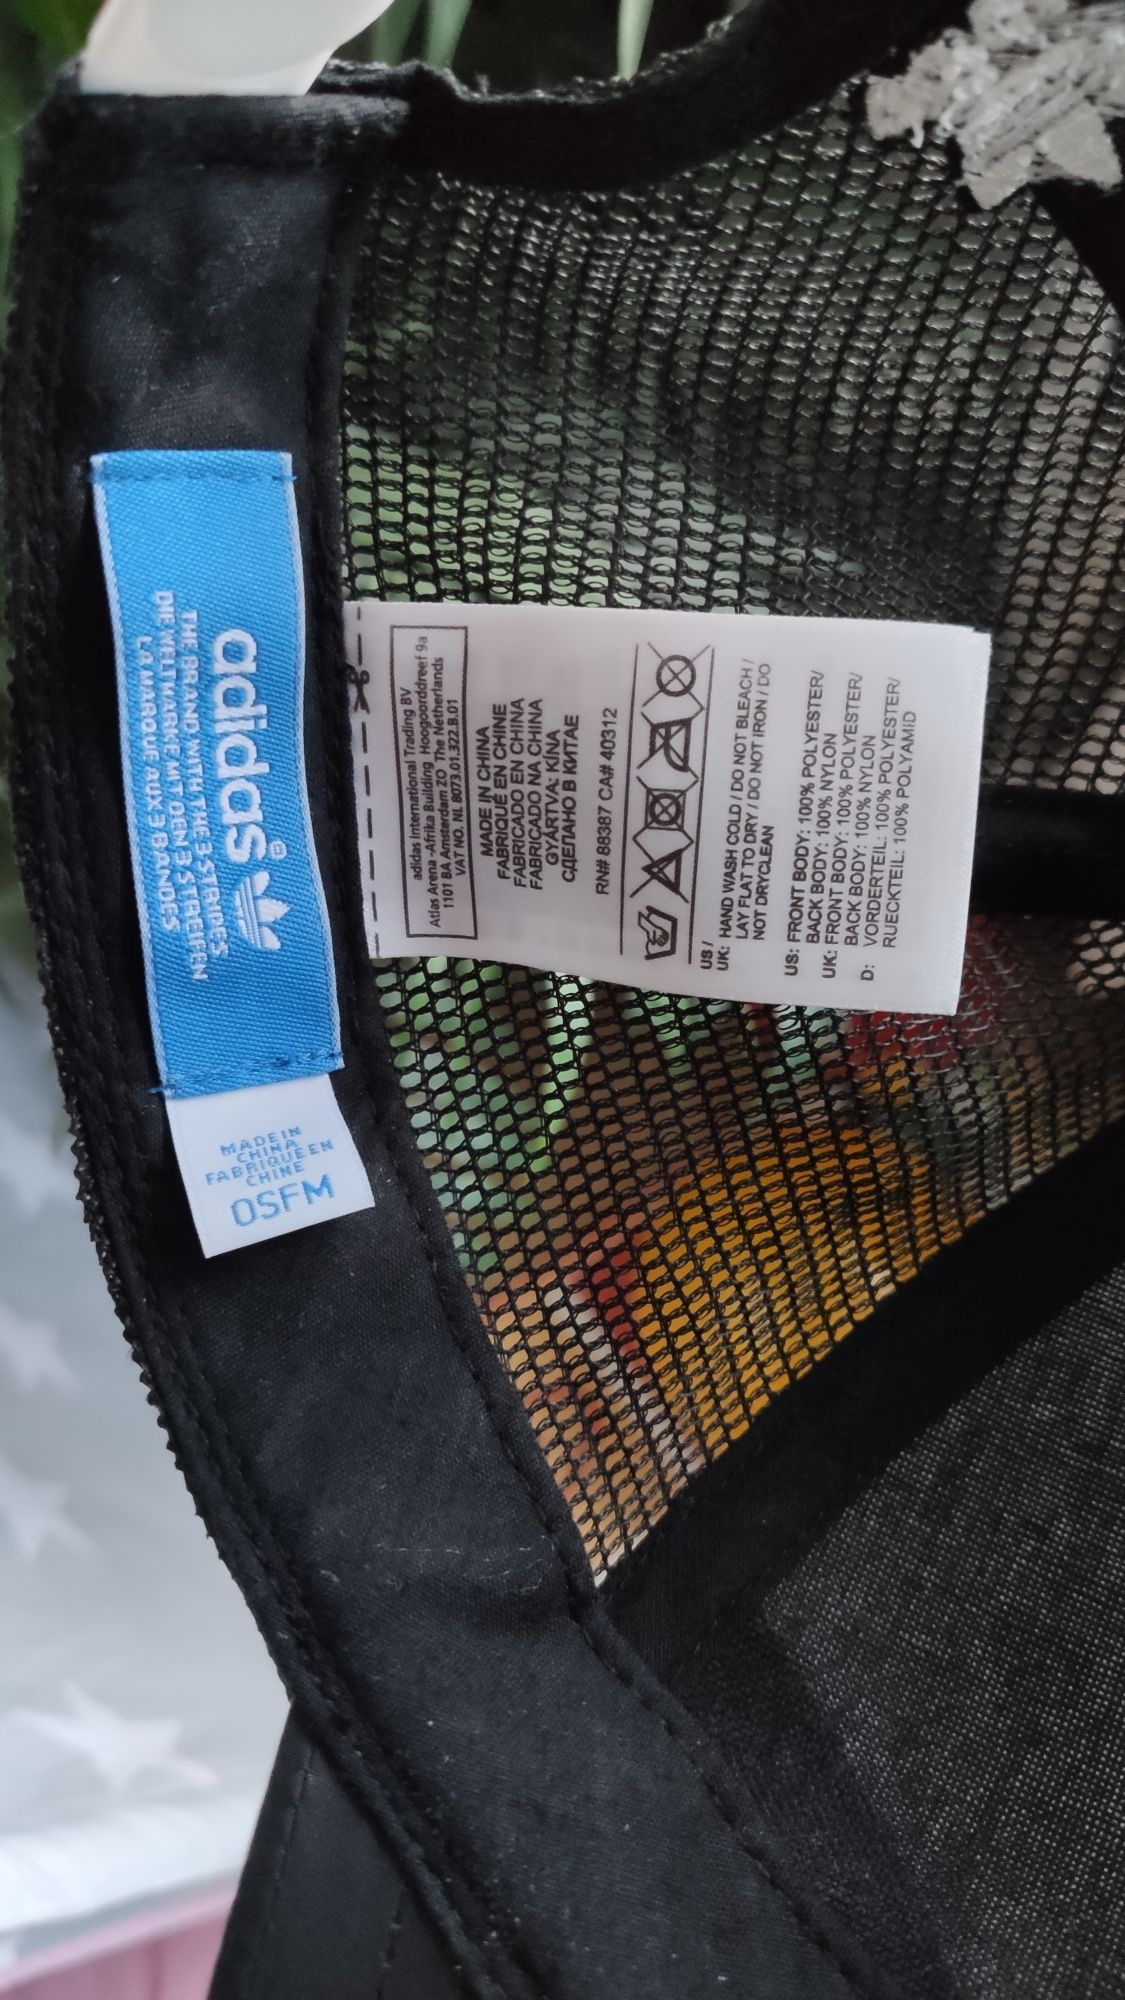 adidas®
THE BRAND WITH THE 3 STRIPES
DIE WELTMARKE MIT DEN 3 STREIFEN
LA MARQUE AUX 3 BANDES
MADE IN
CHINA
FABRIQUE EN
CHINE
OSFM
adidas International Trading BV
Atlas Arena -Afrika Building Hoogoorddreef 9a
1101 BA Amsterdam ZO The Netherlands
VAT NO. NL 8073.01.322.B.01
MADE IN CHINA
FABRIQUÉ EN CHINE
FABRICADO EN CHINA
FABRICADO NA CHINA
GYÁRTVA: KÍNA
СДЕЛАНО В КИТАЕ
RN# 88387 CA# 40312
US /
UK: HAND WASH COLD / DO NOT BLEACH /
LAY FLAT TO DRY / DO NOT IRON / DO
NOT DRYCLEAN
US: FRONT BODY: 100% POLYESTER/
BACK BODY: 100% NYLON
UK: FRONT BODY: 100% POLYESTER/
BACK BODY: 100% NYLON
D: VORDERTEIL: 100% POLYESTER/
RUECKTEIL: 100% POLYAMID